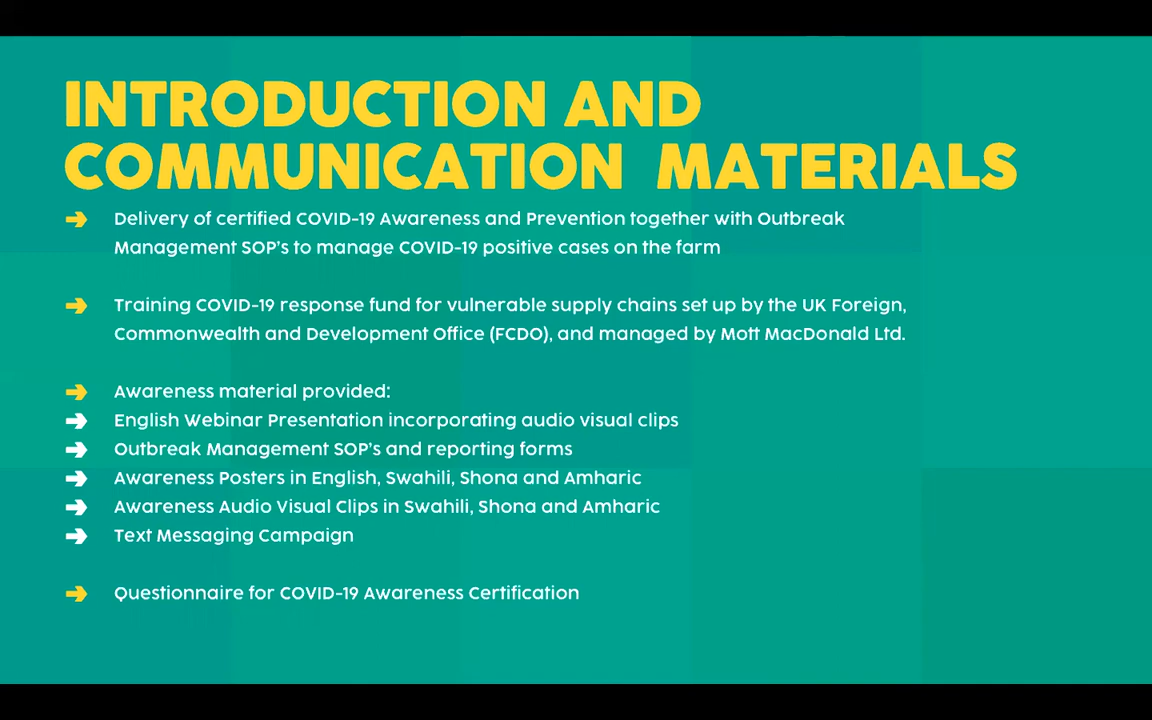 INTRODUCTION AND
COMMUNICATION MATERIALS
Delivery of certified COVID-19 Awareness and Prevention together with Outbreak
Management SOP's to manage COVID-19 positive cases on the farm
Training COVID-19 response fund for vulnerable supply chains set up by the UK Foreign,
Commonwealth and Development Office (FCDO), and managed by Mott MacDonald Ltd.
Awareness material provided:
English Webinar Presentation incorporating audio visual clips
Outbreak Management SOP's and reporting forms
Awareness Posters in English, Swahili, Shona and Amharic
Awareness Audio Visual Clips in Swahili, Shona and Amharic
Text Messaging Campaign
Questionnaire for COVID-19 Awareness Certification